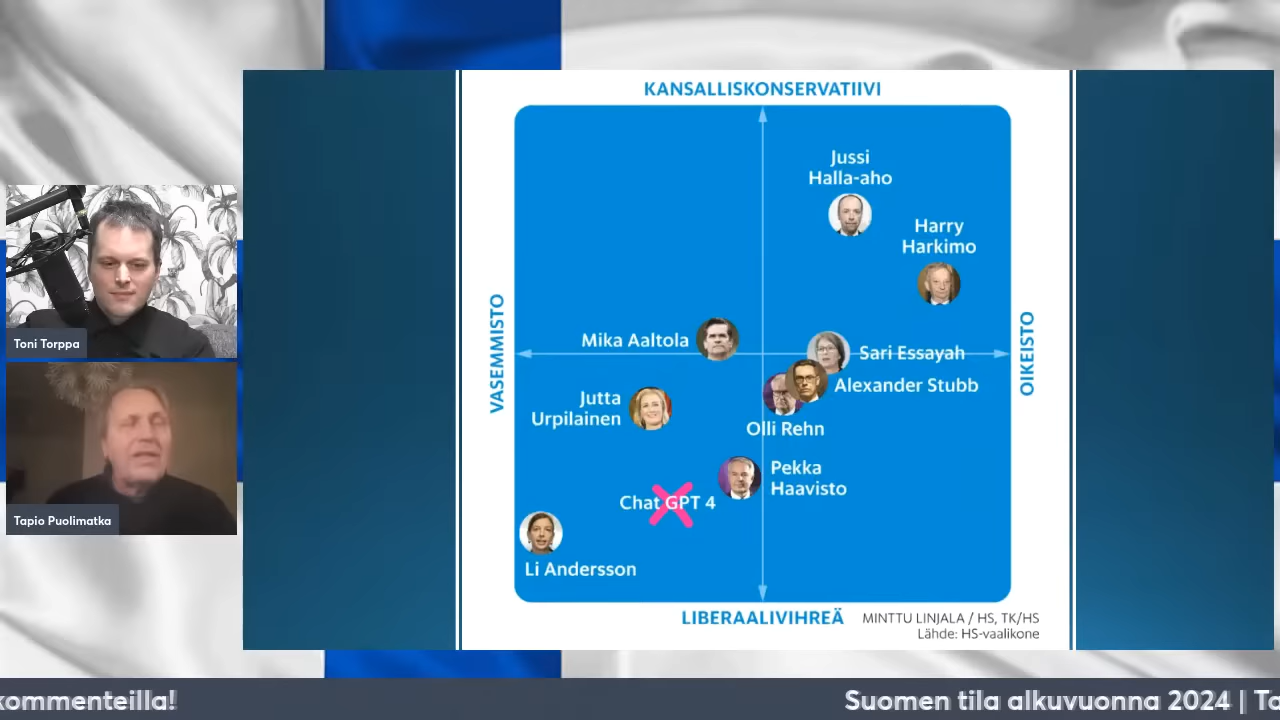 KANSALLISKONSERVATIIVI
Jussi
Halla-aho
Harry
Harkimo
VASEMMISTO
OIKEISTO
Mika Aaltola
Sari Essayah
Alexander Stubb
Jutta
Urpilainen
Olli Rehn
Pekka
Haavisto
Chat GPT 4
Li Andersson
LIBERAALIVIHREÄ
MINTTU LINJALA / HS, TK/HS
Lähde: HS-vaalikone
Toni Torppa
Tapio Puolimatka
kommenteilla!
Suomen tila alkuvuonna 2024 | To